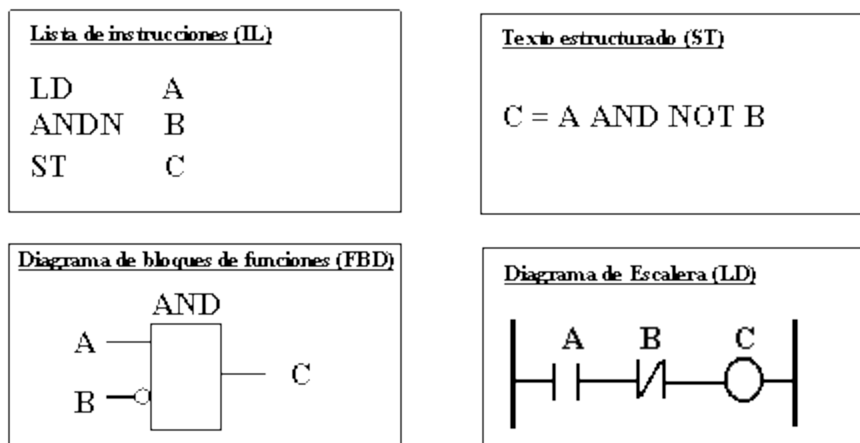 Lista de instrucciones (IL)
LD A
ANDN B
ST C
Texto estructurado (ST)
C = A AND NOT B
Diagrama de bloques de funciones (FBD)
AND
A
C
B
Diagrama de Escalera (LD)
A B C